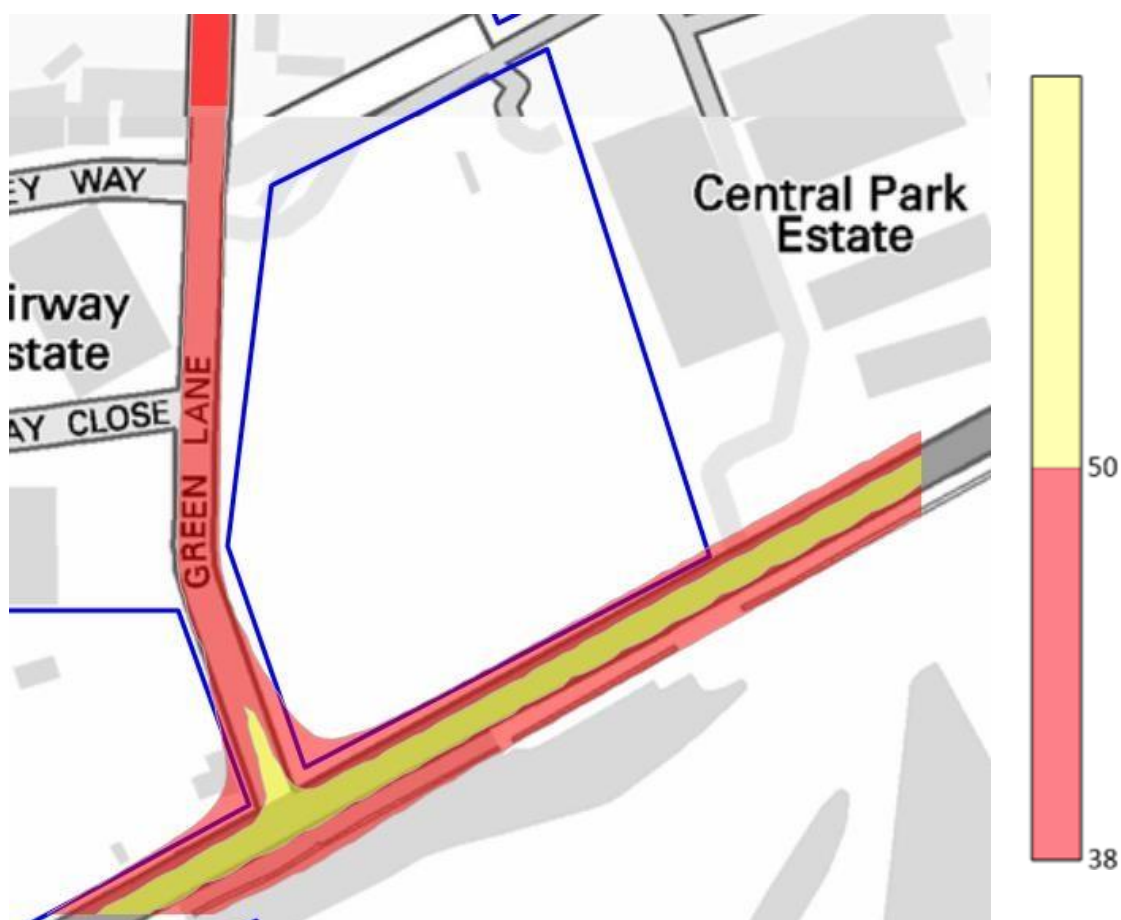 EY WAY
Central Park
Estate
irway
state
AY CLOSE
GREEN LANE
50
38